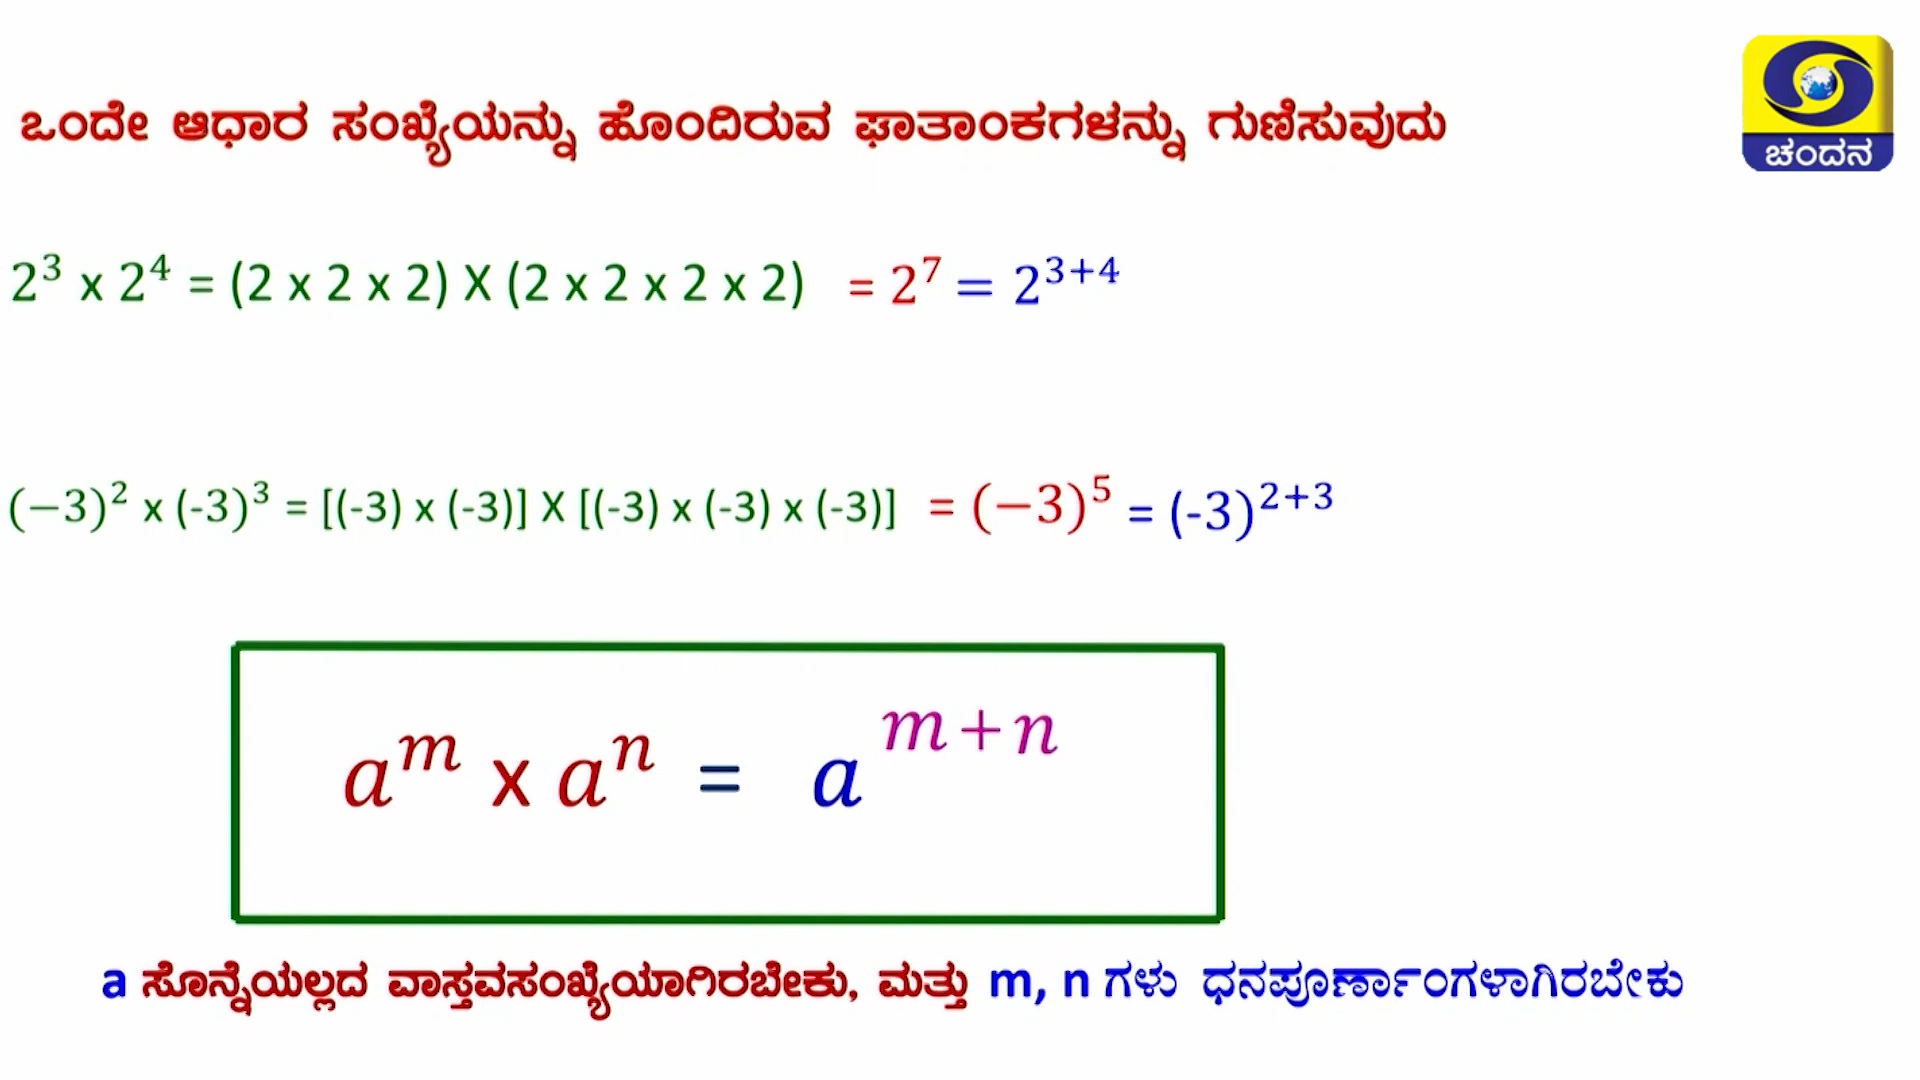 ಒಂದೇ ಆಧಾರ ಸಂಖ್ಯೆಯನ್ನು ಹೊಂದಿರುವ ಘಾತಾಂಕಗಳನ್ನು ಗುಣಿಸುವುದು
ಚಂದನ
2³ x 2⁴ = (2 x 2 x 2) X (2 x 2 x 2 x 2) = 2⁷ = 2³⁺⁴
(−3)² x (-3)³ = [(-3) x (-3)] X [(-3) x (-3) x (-3)] = (−3)⁵ = (-3)²⁺³
aᵐ x aⁿ = aᵐ⁺ⁿ
a ಸೊನ್ನೆಯಲ್ಲದ ವಾಸ್ತವಸಂಖ್ಯೆಯಾಗಿರಬೇಕು, ಮತ್ತು m, n ಗಳು ಧನಪೂರ್ಣಾಂಗಳಾಗಿರಬೇಕು